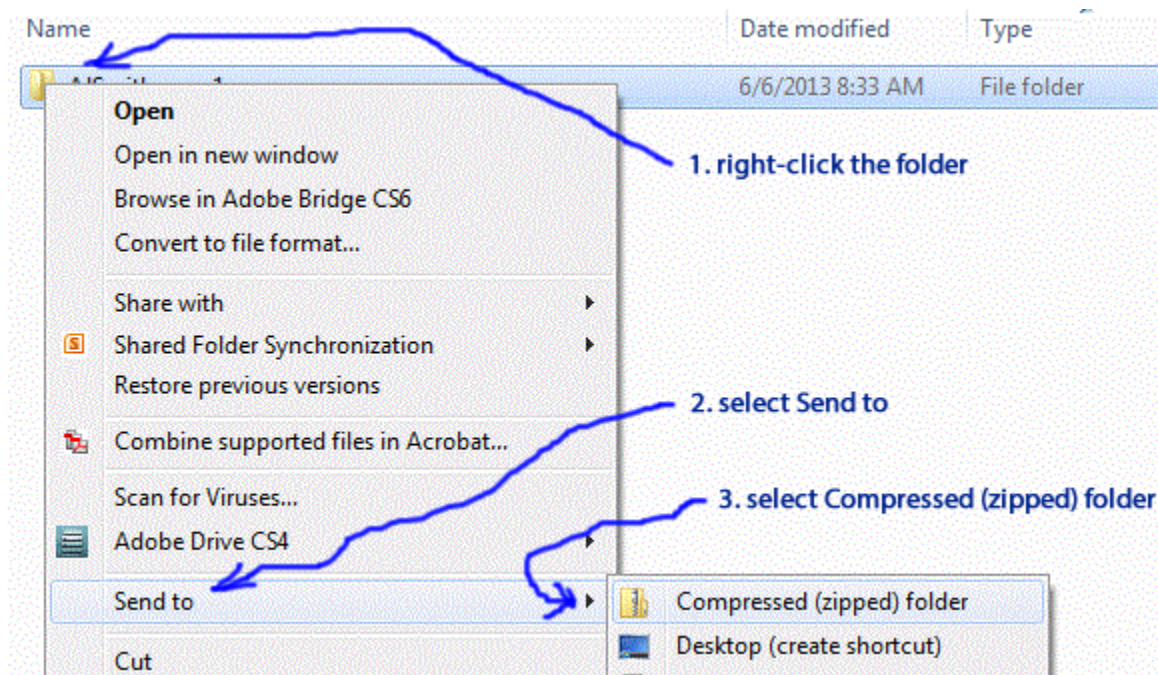 Name Date modified Type
6/6/2013 8:33 AM File folder
Open
Open in new window
1. right-click the folder
Browse in Adobe Bridge CS6
Convert to file format...
Share with
Shared Folder Synchronization
Restore previous versions
2. select Send to
Combine supported files in Acrobat...
Scan for Viruses...
3. select Compressed (zipped) folder
Adobe Drive CS4
Send to
Compressed (zipped) folder
Desktop (create shortcut)
Cut